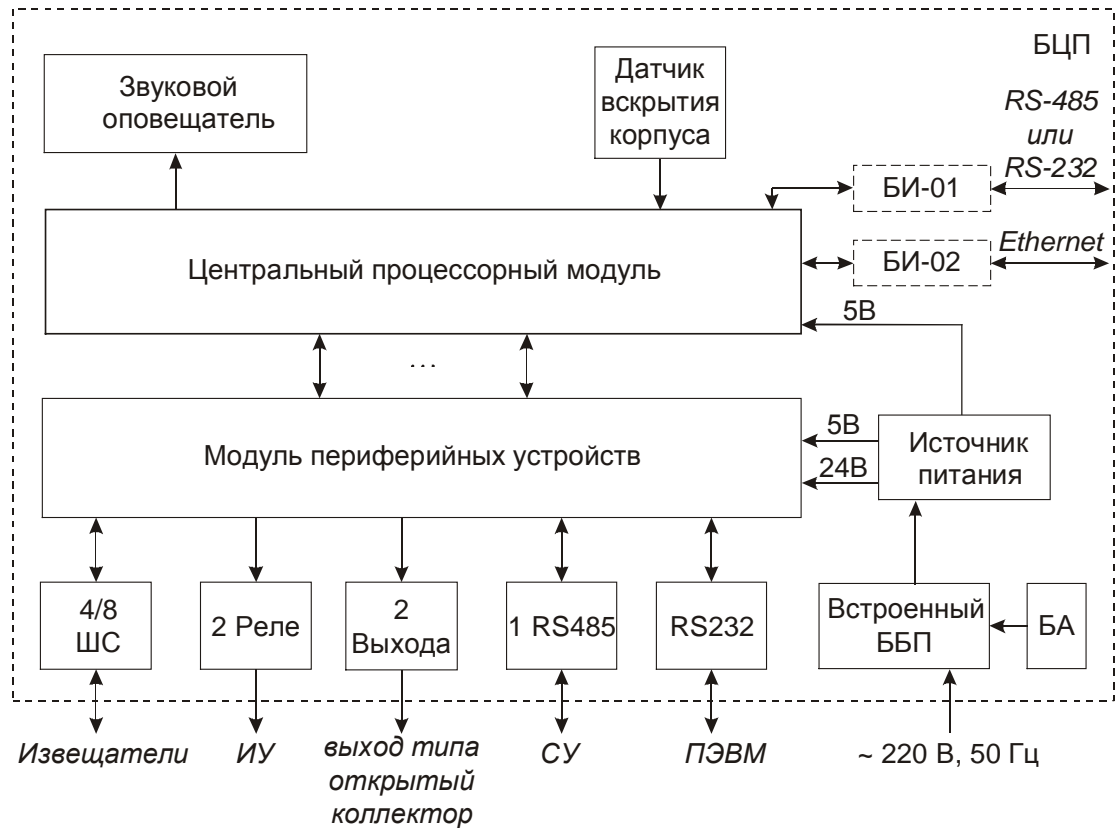 БЦП
Звуковой
оповещатель
Датчик
вскрытия
корпуса
RS-485
или
RS-232
БИ-01
Ethernet
БИ-02
Центральный процессорный модуль
5В
...
Модуль периферийных устройств
5В
24В
Источник
питания
4/8
ШС
2 Реле
2
Выхода
1 RS485
RS232
Встроенный
ББП
БА
Извещатели
ИУ
выход типа
открытый
коллектор
СУ
ПЭВМ
~ 220 В, 50 Гц